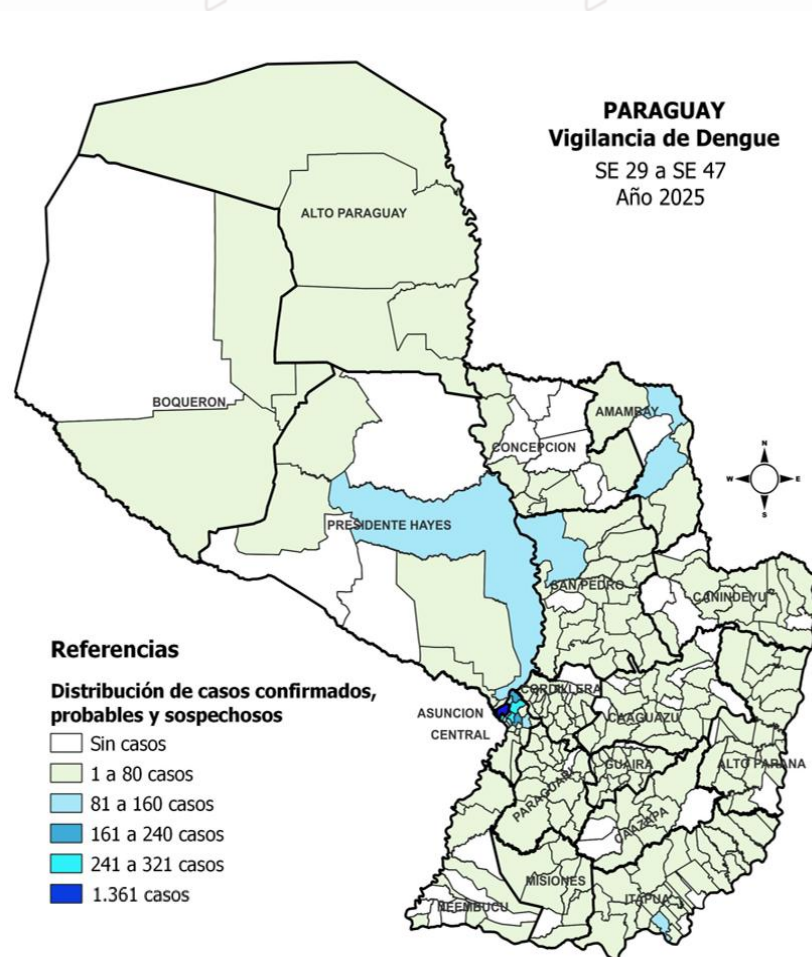 PARAGUAY
Vigilancia de Dengue
SE 29 a SE 47
Año 2025
ALTO PARAGUAY
BOQUERON
AMAMBAY
CONCEPCION
N
W
E
S
PRESIDENTE HAYES
SAN PEDRO
CANINDEYU
Referencias
Distribución de casos confirmados,
probables y sospechosos
Sin casos
1 a 80 casos
81 a 160 casos
161 a 240 casos
241 a 321 casos
1.361 casos
CORDILLERA
ASUNCION
CENTRAL
CAAGUAZU
GUAIRA
ALTO PARANA
PARAGUARI
CAAZAPA
MISIONES
ITAPUA
ÑEEMBUCU